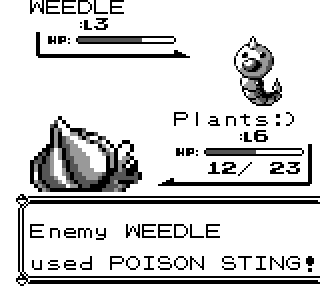 WEEDLE
:L3
HP:
Plants:)
:L6
HP:
12/ 23
Enemy WEEDLE
used POISON STING!